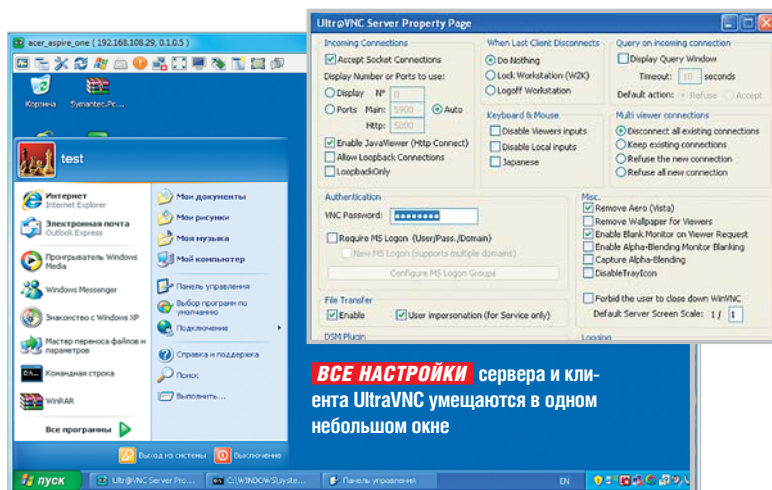 acer_aspire_one ( 192.168.108.29, 0.1.0.5 )
Корзина
Symantec.Pc...
test
Интернет
Internet Explorer
Электронная почта
Outlook Express
Проигрыватель Windows
Media
Windows Messenger
Знакомство с Windows XP
Мастер переноса файлов и
параметров
Командная строка
WinRAR
Все программы
Мои документы
Мои рисунки
Моя музыка
Мой компьютер
Панель управления
Выбор программ по
умолчанию
Подключение
Справка и поддержка
Поиск
Выполнить...
Выход из системы
Выключение
пуск
Ultr@VNC Server Pro...
C:\WINDOWS\syste...
Панель управления
EN
Ultr@VNC Server Property Page
Incoming Connections
Accept Socket Connections
Display Number or Ports to use:
Display N° 0
Ports Main: 5900 Auto
Http: 5800
Enable JavaViewer (Http Connect)
Allow Loopback Connections
LoopbackOnly
When Last Client Disconnects
Do Nothing
Lock Workstation (W2K)
Logoff Workstation
Query on incoming connection
Display Query Window
Timeout: 10 seconds
Default action: Refuse Accept
Keyboard & Mouse
Disable Viewers inputs
Disable Local inputs
Japanese
Multi viewer connections
Disconnect all existing connections
Keep existing connections
Refuse the new connection
Refuse all new connection
Authentication
VNC Password:
Require MS Logon (User/Pass./Domain)
New MS Logon (supports multiple domains)
Configure MS Logon Groups
Misc.
Remove Aero (Vista)
Remove Wallpaper for Viewers
Enable Blank Monitor on Viewer Request
Enable Alpha-Blending Monitor Blanking
Capture Alpha-Blending
DisableTrayIcon
Forbid the user to close down WinVNC
Default Server Screen Scale: 1 / 1
File Transfer
Enable
User impersonation (for Service only)
DSM Plugin
Logging
ВСЕ НАСТРОЙКИ сервера и кли-
ента UltraVNC умещаются в одном
небольшом окне